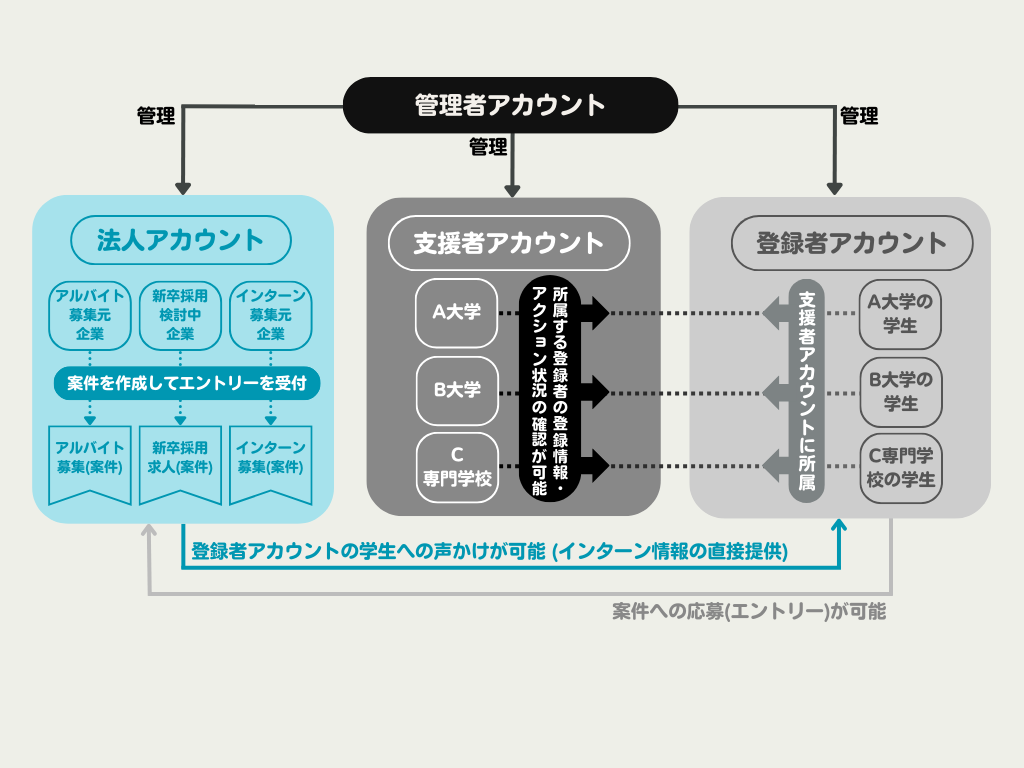 管理者アカウント
管理
管理
管理
法人アカウント
アルバイト
募集元
企業
新卒採用
検討中
企業
インターン
募集元
企業
案件を作成してエントリーを受付
アルバイト
募集(案件)
新卒採用
求人(案件)
インターン
募集(案件)
支援者アカウント
A大学
B大学
C
専門学校
所属する登録者の登録情報・
アクション状況の確認が可能
登録者アカウント
支援者アカウントに所属
A大学の
学生
B大学の
学生
C専門学
校の学生
登録者アカウントの学生への声かけが可能 (インターン情報の直接提供)
案件への応募(エントリー)が可能